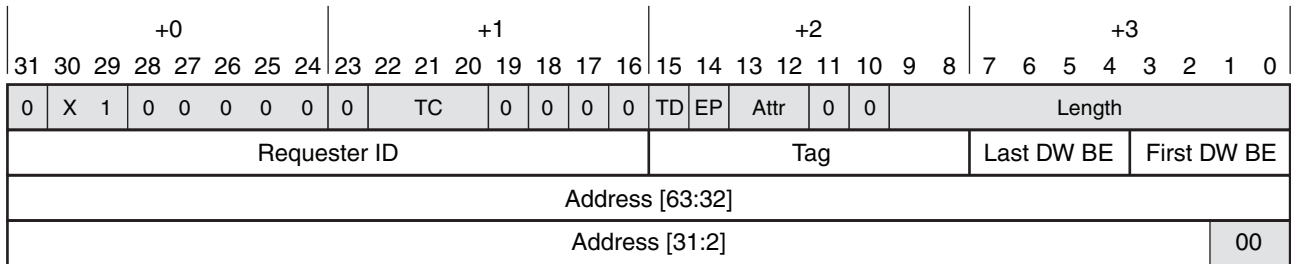 +0 +1 +2 +3
31 30 29 28 27 26 25 24 23 22 21 20 19 18 17 16 15 14 13 12 11 10 9 8 7 6 5 4 3 2 1 0
0 X 1 0 0 0 0 0 0 TC 0 0 0 0 TD EP Attr 0 0 Length
Requester ID Tag Last DW BE First DW BE
Address [63:32]
Address [31:2] 00